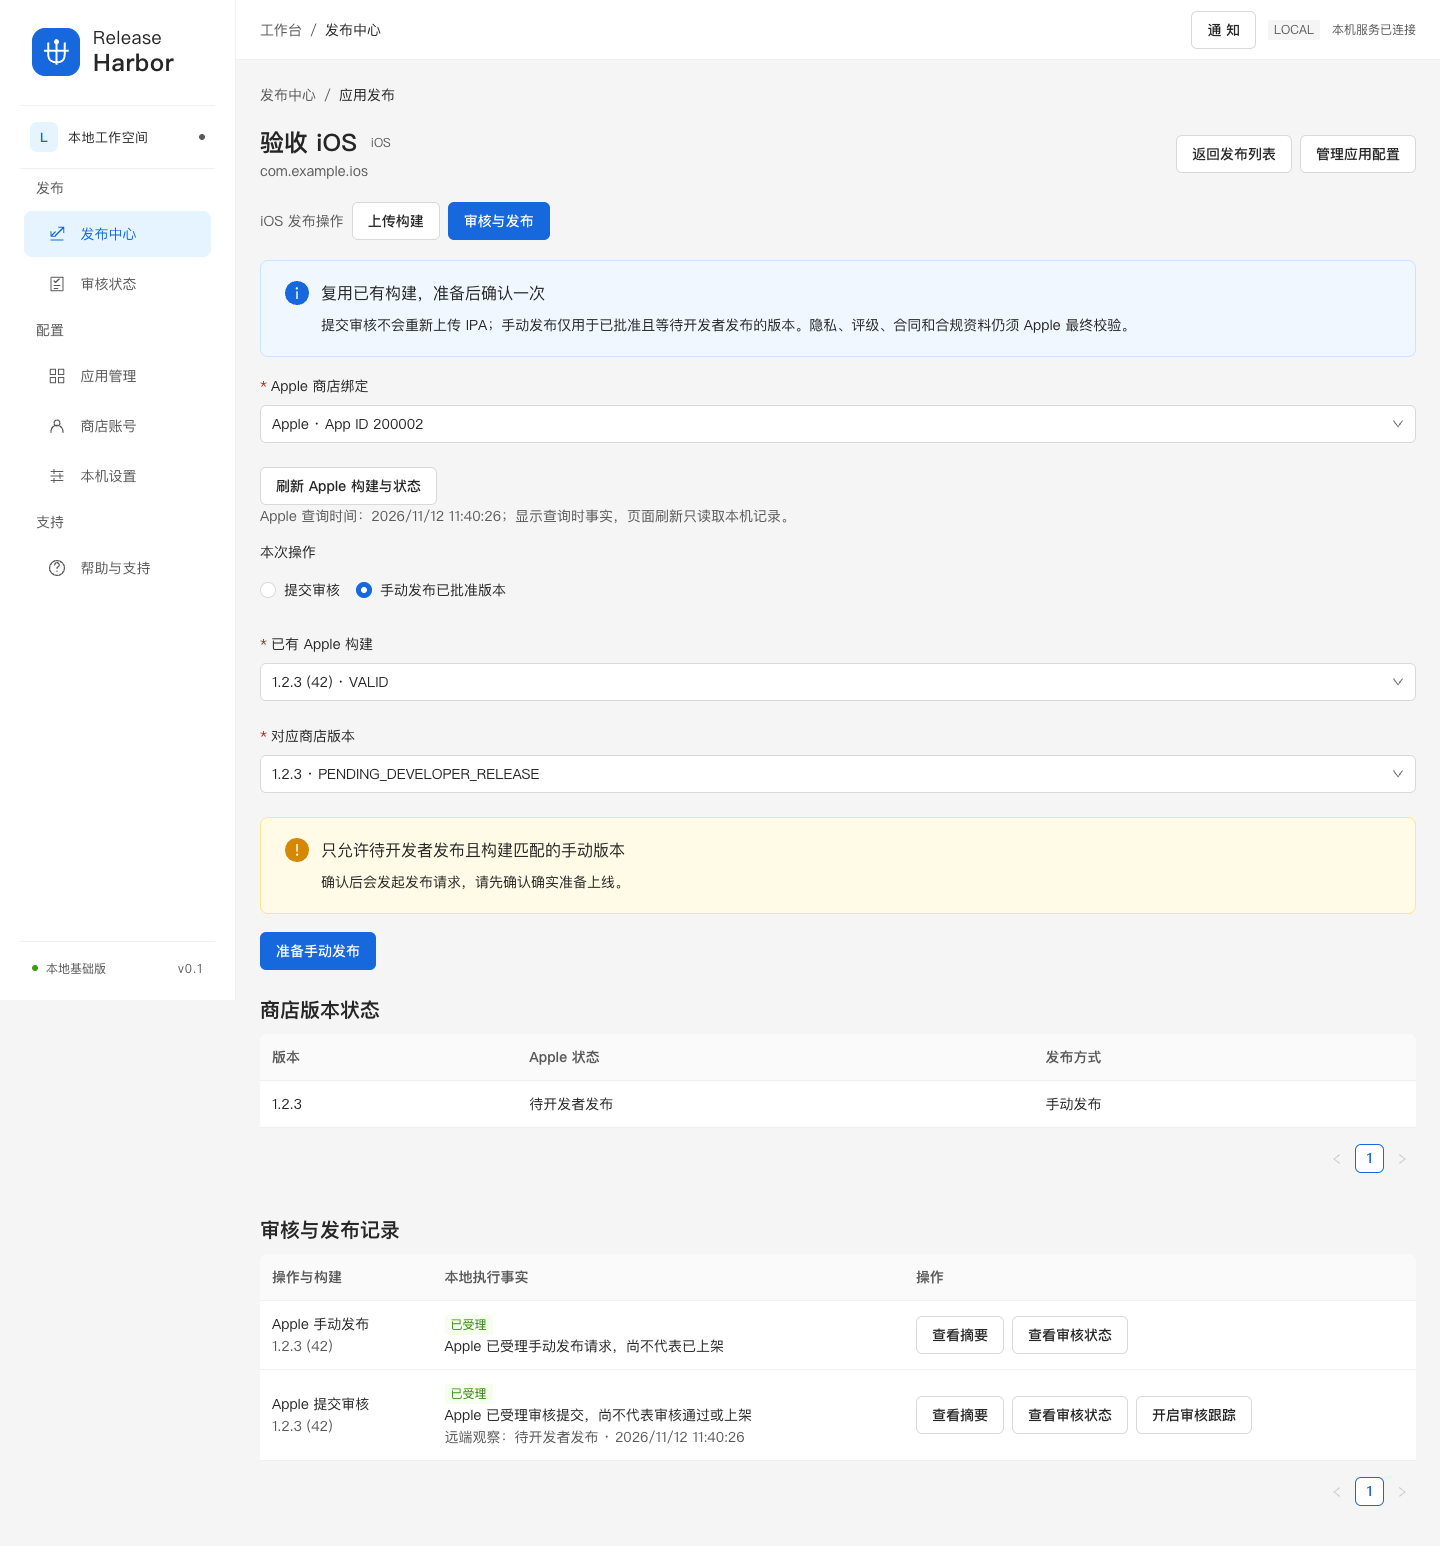 Release
Harbor
L 本地工作空间
发布
发布中心
审核状态
配置
应用管理
商店账号
本机设置
支持
帮助与支持
本地基础版 v0.1
工作台 / 发布中心
通 知 LOCAL 本机服务已连接
发布中心 / 应用发布
验收 iOS iOS
com.example.ios
返回发布列表 管理应用配置
iOS 发布操作 上传构建 审核与发布
复用已有构建，准备后确认一次
提交审核不会重新上传 IPA；手动发布仅用于已批准且等待开发者发布的版本。隐私、评级、合同和合规资料仍须 Apple 最终校验。
* Apple 商店绑定
Apple · App ID 200002
刷新 Apple 构建与状态
Apple 查询时间：2026/11/12 11:40:26；显示查询时事实，页面刷新只读取本机记录。
本次操作
提交审核 手动发布已批准版本
* 已有 Apple 构建
1.2.3 (42) · VALID
* 对应商店版本
1.2.3 · PENDING_DEVELOPER_RELEASE
只允许待开发者发布且构建匹配的手动版本
确认后会发起发布请求，请先确认确实准备上线。
准备手动发布
商店版本状态
版本 Apple 状态 发布方式
1.2.3 待开发者发布 手动发布
1
审核与发布记录
操作与构建 本地执行事实 操作
Apple 手动发布
1.2.3 (42)
已受理
Apple 已受理手动发布请求，尚不代表已上架
查看摘要 查看审核状态
Apple 提交审核
1.2.3 (42)
已受理
Apple 已受理审核提交，尚不代表审核通过或上架
远端观察：待开发者发布 · 2026/11/12 11:40:26
查看摘要 查看审核状态 开启审核跟踪
1